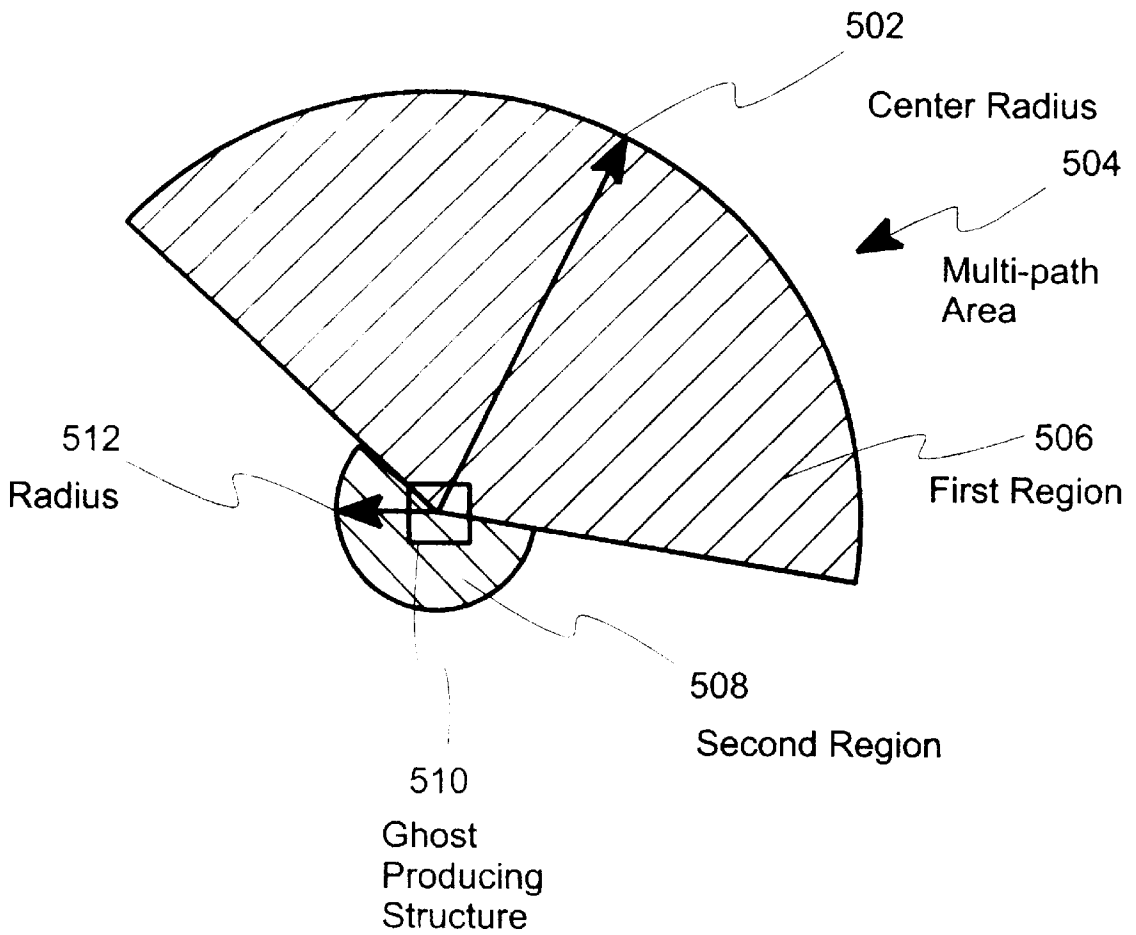 502
Center Radius
504
Multi-path
Area
506
First Region
512
Radius
508
Second Region
510
Ghost
Producing
Structure